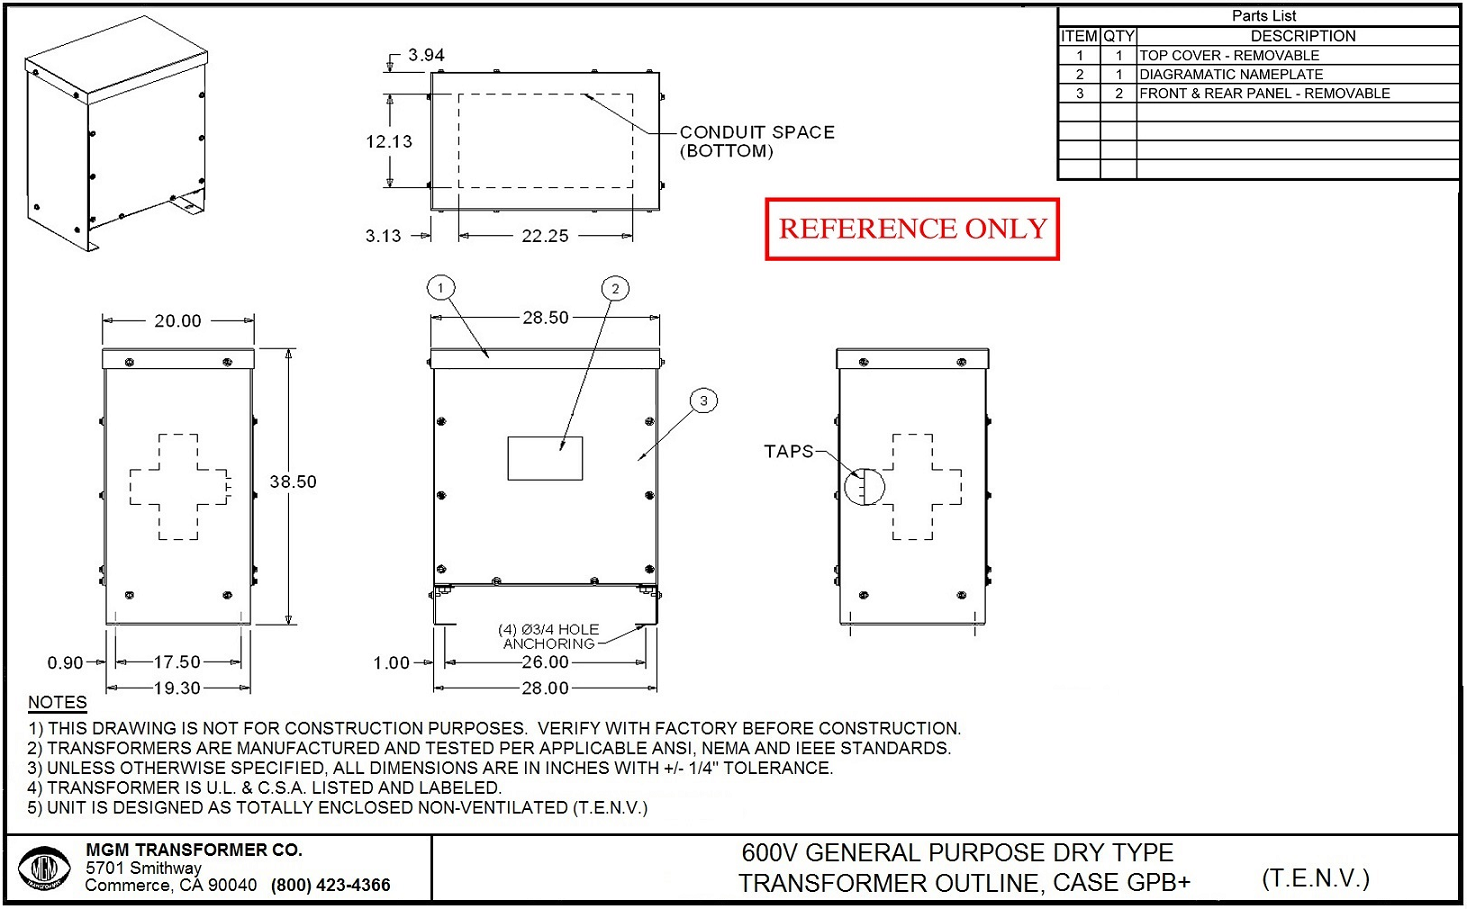 Parts List
ITEM QTY DESCRIPTION
1 1 TOP COVER - REMOVABLE
2 1 DIAGRAMATIC NAMEPLATE
3 2 FRONT & REAR PANEL - REMOVABLE
3.94
12.13
CONDUIT SPACE
(BOTTOM)
3.13
22.25
REFERENCE ONLY
1
2
20.00
28.50
3
TAPS
38.50
(4) Ø3/4 HOLE
ANCHORING
0.90
17.50
1.00
26.00
19.30
28.00
NOTES
1) THIS DRAWING IS NOT FOR CONSTRUCTION PURPOSES. VERIFY WITH FACTORY BEFORE CONSTRUCTION.
2) TRANSFORMERS ARE MANUFACTURED AND TESTED PER APPLICABLE ANSI, NEMA AND IEEE STANDARDS.
3) UNLESS OTHERWISE SPECIFIED, ALL DIMENSIONS ARE IN INCHES WITH +/- 1/4" TOLERANCE.
4) TRANSFORMER IS U.L. & C.S.A. LISTED AND LABELED.
5) UNIT IS DESIGNED AS TOTALLY ENCLOSED NON-VENTILATED (T.E.N.V.)
MGM
MGM TRANSFORMER CO.
5701 Smithway
Commerce, CA 90040 (800) 423-4366
600V GENERAL PURPOSE DRY TYPE
TRANSFORMER OUTLINE, CASE GPB+
(T.E.N.V.)